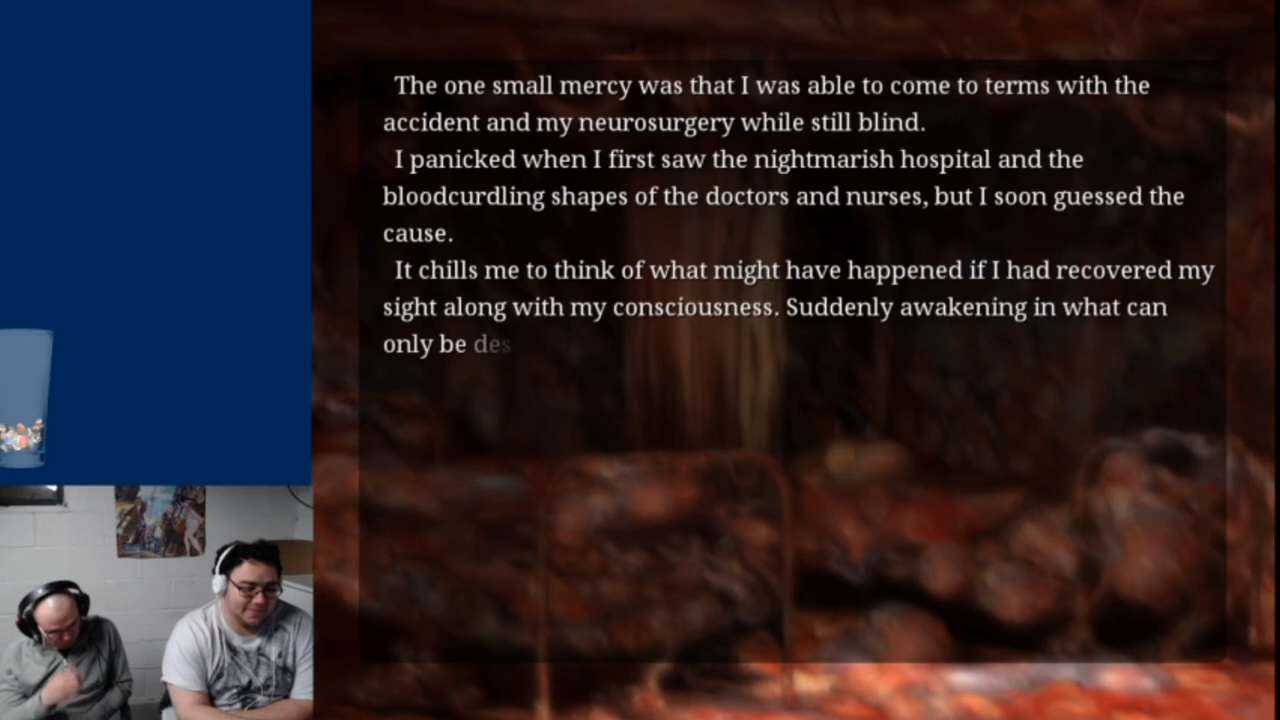 The one small mercy was that I was able to come to terms with the
accident and my neurosurgery while still blind.
I panicked when I first saw the nightmarish hospital and the
bloodcurdling shapes of the doctors and nurses, but I soon guessed the
cause.
It chills me to think of what might have happened if I had recovered my
sight along with my consciousness. Suddenly awakening in what can
only be des